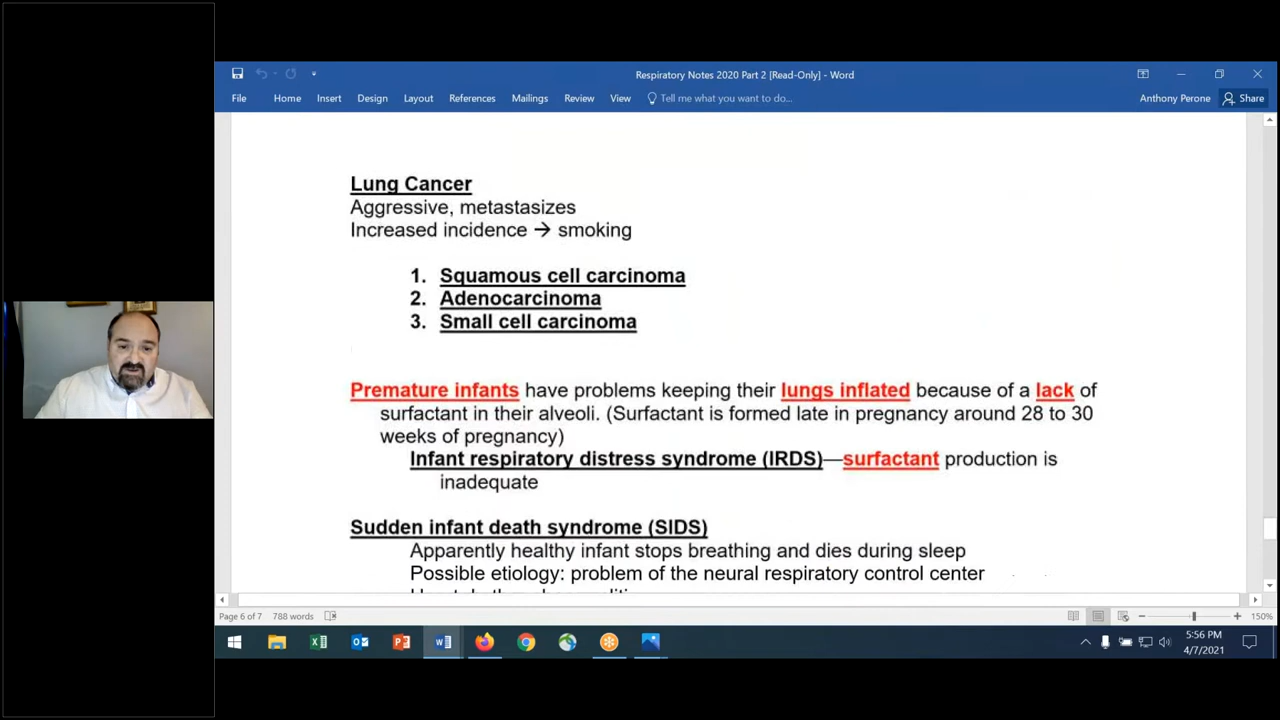 Respiratory Notes 2020 Part 2 [Read-Only] - Word
File Home Insert Design Layout References Mailings Review View Tell me what you want to do... Anthony Perone Share
Lung Cancer
Aggressive, metastasizes
Increased incidence → smoking
1. Squamous cell carcinoma
2. Adenocarcinoma
3. Small cell carcinoma
Premature infants have problems keeping their lungs inflated because of a lack of
surfactant in their alveoli. (Surfactant is formed late in pregnancy around 28 to 30
weeks of pregnancy)
Infant respiratory distress syndrome (IRDS)—surfactant production is
inadequate
Sudden infant death syndrome (SIDS)
Apparently healthy infant stops breathing and dies during sleep
Possible etiology: problem of the neural respiratory control center
Page 6 of 7 788 words 150%
5:56 PM
4/7/2021